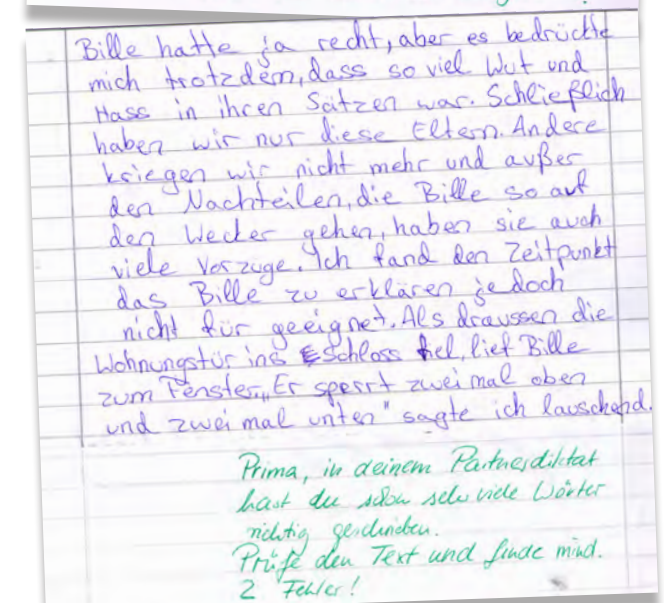 Bille hatte ja recht, aber es bedrückte
mich trotzdem, dass so viel Wut und
Hass in ihren Sätzen war. Schließlich
haben wir nur diese Eltern. Andere
kriegen wir nicht mehr und außer
den Nachteilen, die Bille so auf
den Wecker gehen, haben sie auch
viele Vorzuge. Ich fand den Zeitpunkt
das Bille zu erklären jedoch
nicht für geeignet. Als draussen die
Wohnungstür ins Schloss fiel, lief Bille
zum Fenster. „Er sperrt zwei mal oben
und zwei mal unten" sagte ich lauschend.
Prima, in deinem Partnerdiktat
hast du schon sehr viele Wörter
richtig geschrieben.
Prüfe den Text und finde mind.
2 Fehler!